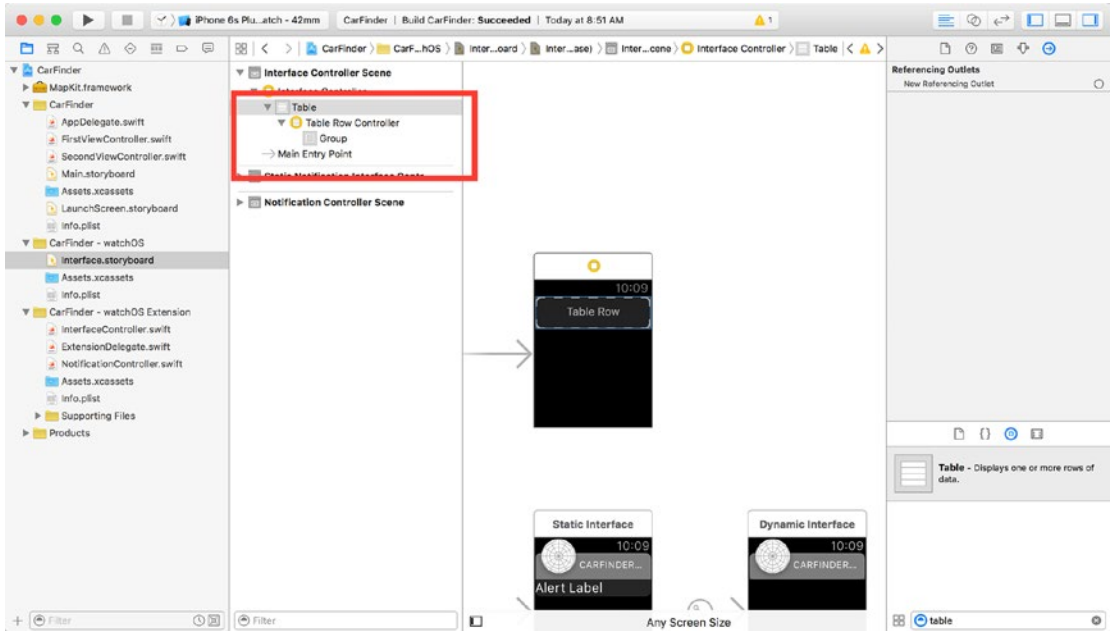 iPhone 6s Plu...atch - 42mm
CarFinder | Build CarFinder: Succeeded | Today at 8:51 AM
1
CarFinder
CarF...hOS
Inter...oard
Inter...ase)
Inter...cene
Interface Controller
Table
CarFinder
MapKit.framework
CarFinder
AppDelegate.swift
FirstViewController.swift
SecondViewController.swift
Main.storyboard
Assets.xcassets
LaunchScreen.storyboard
Info.plist
CarFinder - watchOS
Interface.storyboard
Assets.xcassets
Info.plist
CarFinder - watchOS Extension
InterfaceController.swift
ExtensionDelegate.swift
NotificationController.swift
Assets.xcassets
Info.plist
Supporting Files
Products
Filter
Interface Controller Scene
Interface Controller
Table
Table Row Controller
Group
Main Entry Point
Static Notification Interface Contr...
Notification Controller Scene
Filter
10:09
Table Row
Static Interface
10:09
CARFINDER...
Alert Label
Dynamic Interface
10:09
CARFINDER...
Any Screen Size
Referencing Outlets
New Referencing Outlet
Table - Displays one or more rows of
data.
table